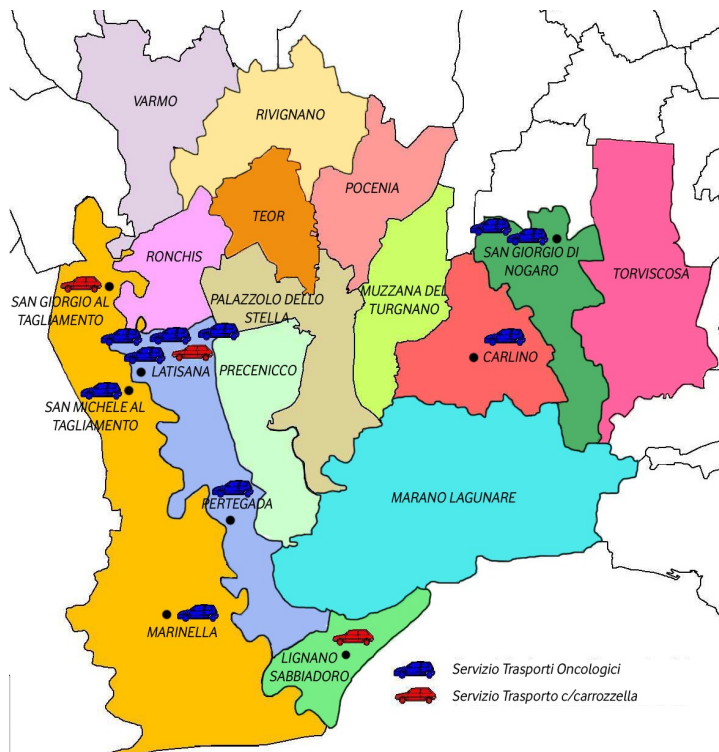 VARMO
RIVIGNANO
POCENIA
TEOR
RONCHIS
SAN GIORGIO DI
NOGARO
TORVISCOSA
SAN GIORGIO AL
TAGLIAMENTO
PALAZZOLO DELLO
STELLA
MUZZANA DEL
TURGNANO
CARLINO
LATISANA
PRECENICCO
SAN MICHELE AL
TAGLIAMENTO
PERTEGADA
MARANO LAGUNARE
MARINELLA
LIGNANO
SABBIADORO
Servizio Trasporti Oncologici
Servizio Trasporto c/carrozzella